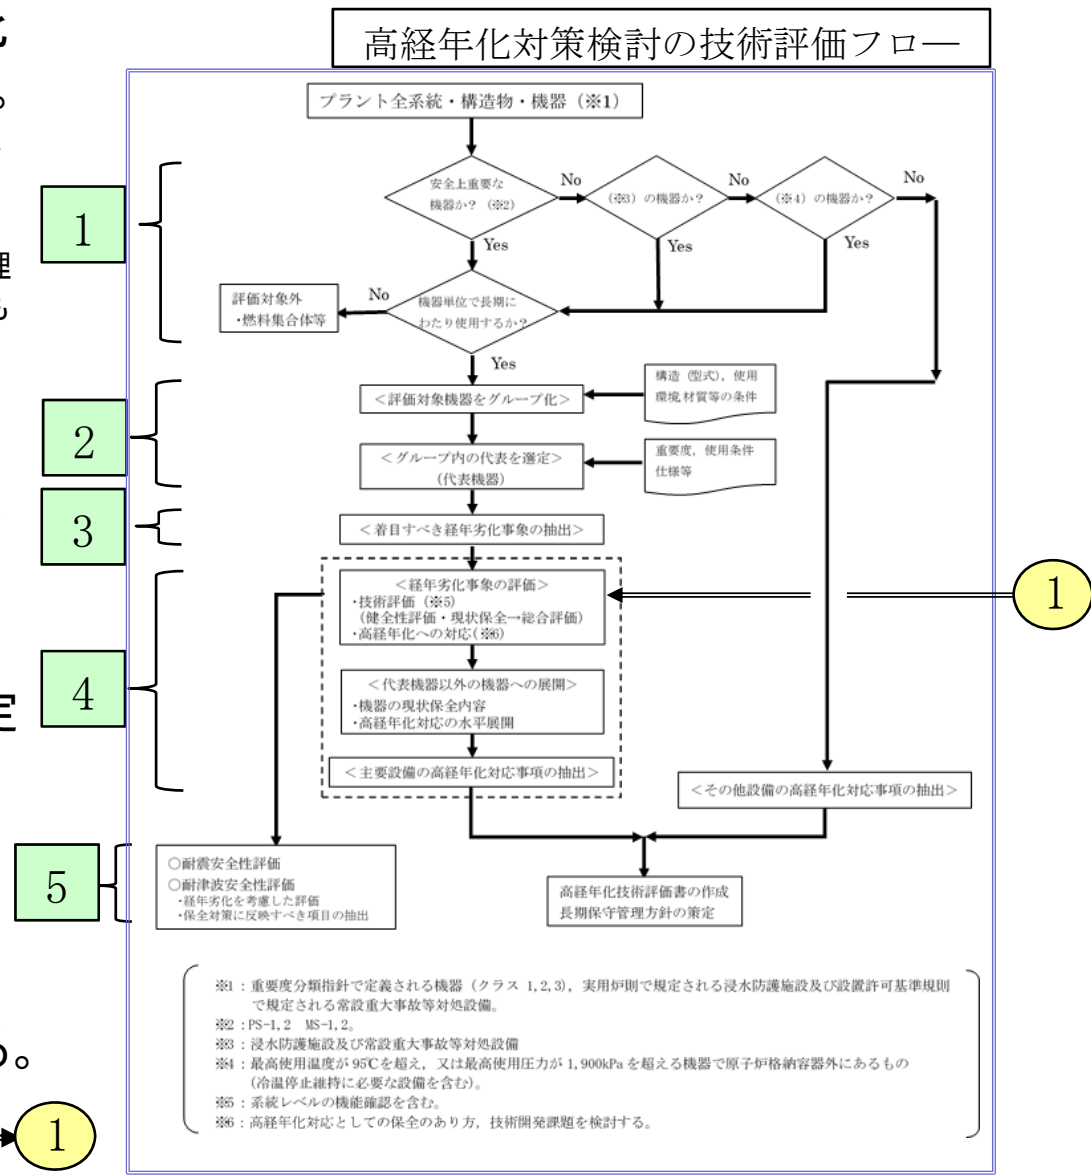 高経年化対策検討の技術評価フロー
プラント全系統・構造物・機器（※1）
1
安全上重要な
機器か？（※2）
No
（※3）の機器か？
No
（※4）の機器か？
No
Yes
Yes
Yes
理
も
評価対象外
・燃料集合体等
No
機器単位で長期に
わたり使用するか？
Yes
2
＜評価対象機器をグループ化＞
構造（型式），使用
環境,材質等の条件
＜グループ内の代表を選定＞
（代表機器）
重要度，使用条件
仕様等
3
＜着目すべき経年劣化事象の抽出＞
4
＜経年劣化事象の評価＞
・技術評価（※5）
（健全性評価・現状保全→総合評価）
・高経年化への対応(※6）
1
＜代表機器以外の機器への展開＞
・機器の現状保全内容
・高経年化対応の水平展開
定
＜主要設備の高経年化対応事項の抽出＞
＜その他設備の高経年化対応事項の抽出＞
5
○耐震安全性評価
○耐津波安全性評価
・経年劣化を考慮した評価
・保全対策に反映すべき項目の抽出
高経年化技術評価書の作成
長期保守管理方針の策定
※1：重要度分類指針で定義される機器（クラス 1,2,3），実用炉則で規定される浸水防護施設及び設置許可基準規則
で規定される常設重大事故等対処設備。
※2：PS-1,2　MS-1,2。
※3：浸水防護施設及び常設重大事故等対処設備
※4：最高使用温度が 95℃を超え，又は最高使用圧力が 1,900kPa を超える機器で原子炉格納容器外にあるもの
（冷温停止維持に必要な設備を含む）。
※5：系統レベルの機能確認を含む。
※6：高経年化対応としての保全のあり方，技術開発課題を検討する。
1